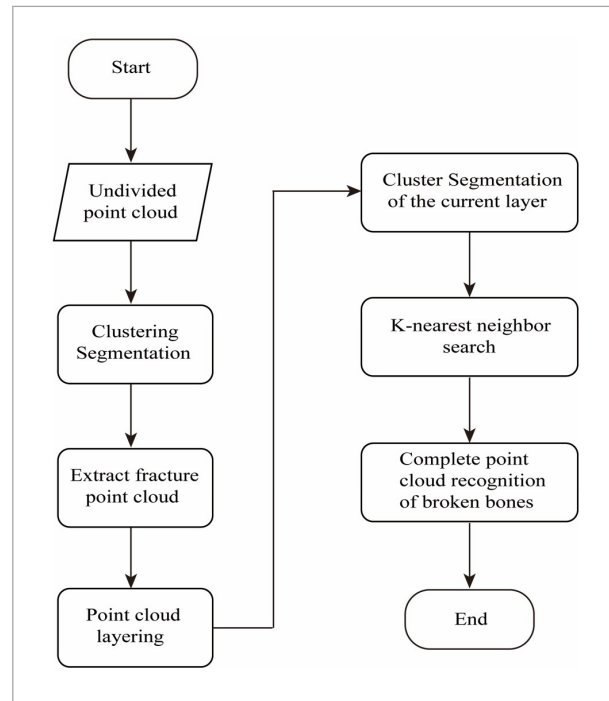 Start
Undivided
point cloud
Clustering
Segmentation
Extract fracture
point cloud
Point cloud
layering
Cluster Segmentation
of the current layer
K-nearest neighbor
search
Complete point
cloud recognition
of broken bones
End